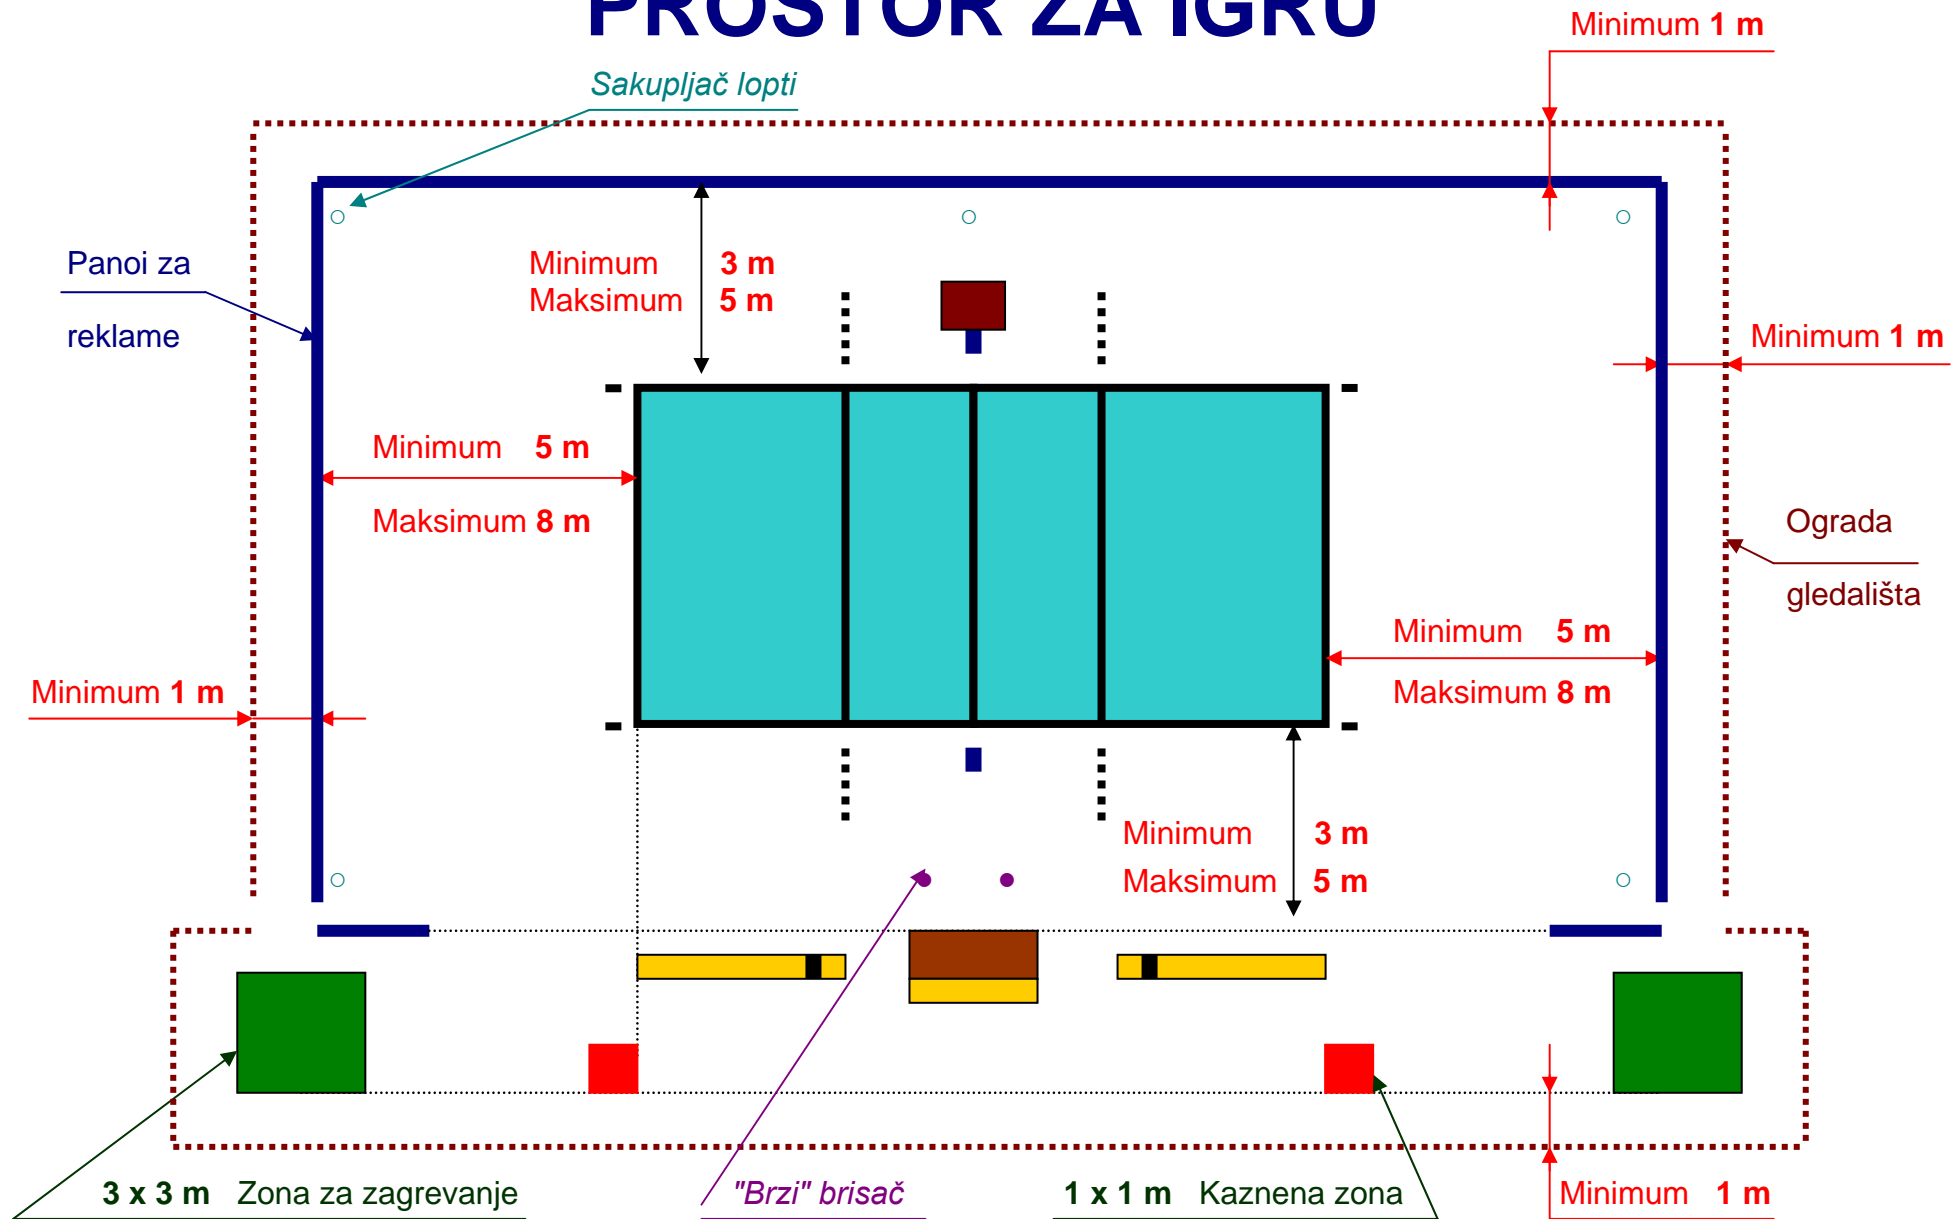 PROSTOR ZA IGRU
Minimum 1 m
Sakupljač lopti
Panoi za
reklame
Minimum 3 m
Maksimum 5 m
Minimum 1 m
Minimum 5 m
Maksimum 8 m
Ograda
gledališta
Minimum 5 m
Maksimum 8 m
Minimum 1 m
Minimum 3 m
Maksimum 5 m
3 x 3 m Zona za zagrevanje
"Brzi" brisač
1 x 1 m Kaznena zona
Minimum 1 m